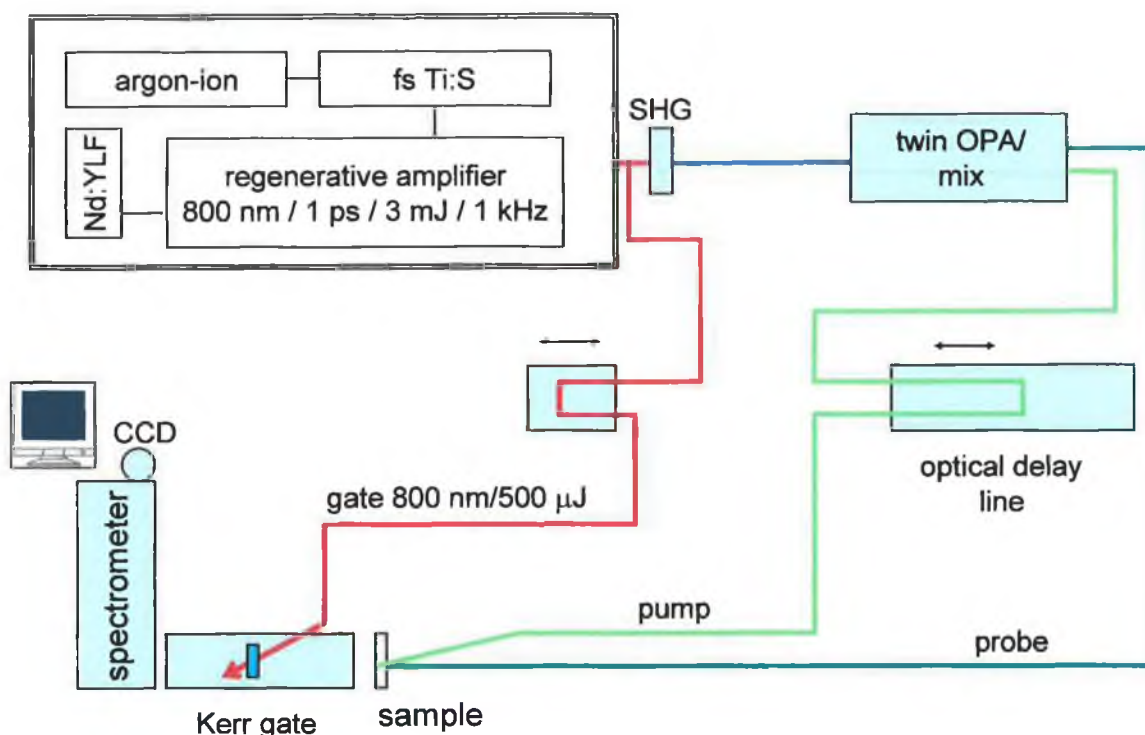 argon-ion
fs Ti:S
SHG
Nd:YLF
regenerative amplifier
800 nm / 1 ps / 3 mJ / 1 kHz
twin OPA/
mix
CCD
spectrometer
gate 800 nm/500 μJ
optical delay
line
pump
probe
Kerr gate
sample